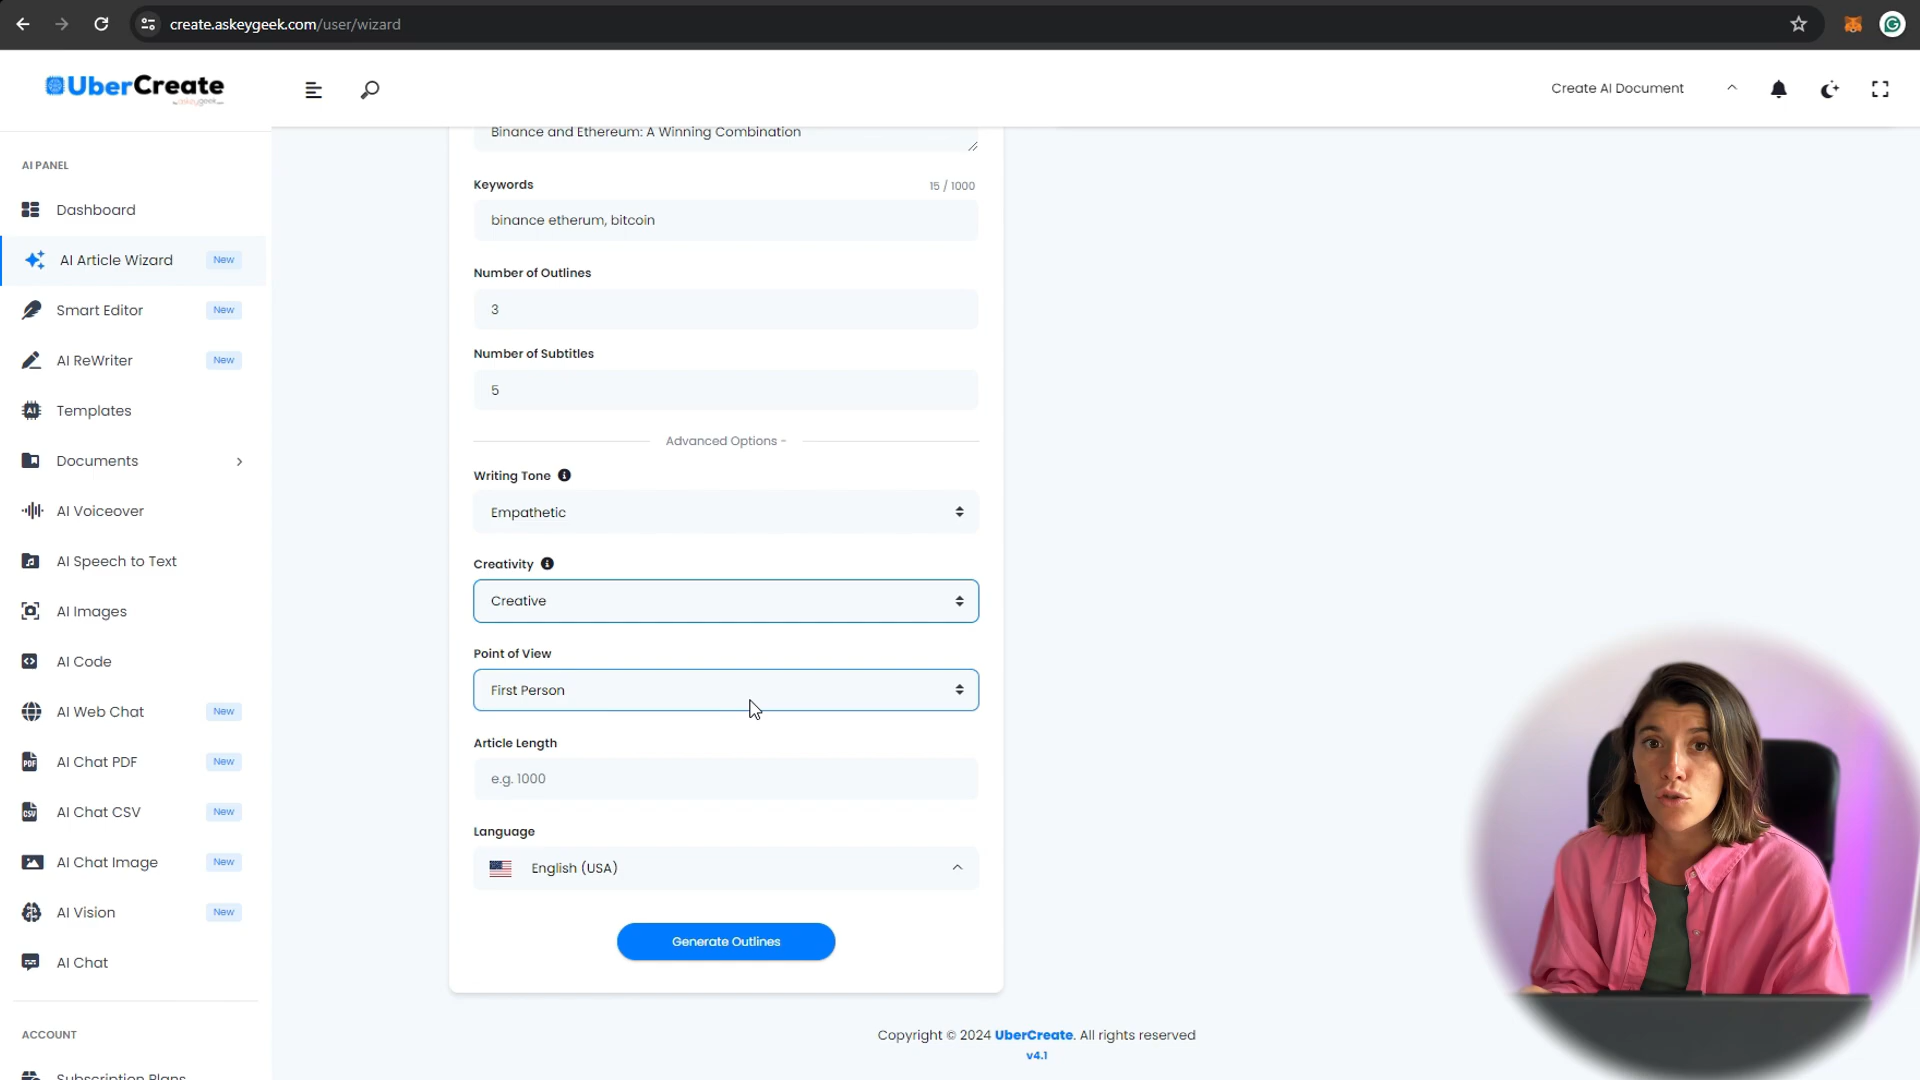 create.askeygeek.com/user/wizard
UberCreate
by askeygeek.com
Create AI Document
AI PANEL
Dashboard
AI Article Wizard New
Smart Editor New
AI ReWriter New
Templates
Documents
AI Voiceover
AI Speech to Text
AI Images
AI Code
AI Web Chat New
AI Chat PDF New
AI Chat CSV New
AI Chat Image New
AI Vision New
AI Chat
ACCOUNT
Subscription Plans
Binance and Ethereum: A Winning Combination
Keywords 15 / 1000
binance etherum, bitcoin
Number of Outlines
3
Number of Subtitles
5
Advanced Options -
Writing Tone
Empathetic
Creativity
Creative
Point of View
First Person
Article Length
e.g. 1000
Language
English (USA)
Generate Outlines
Copyright © 2024 UberCreate. All rights reserved
v4.1